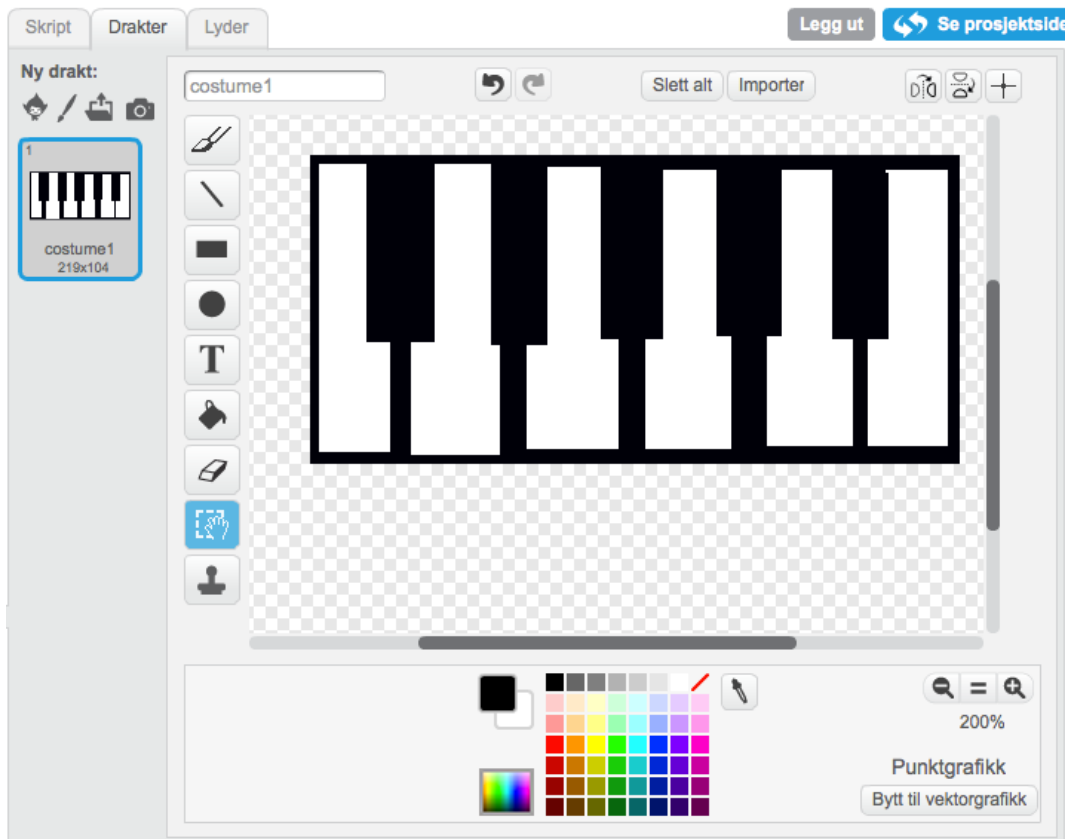 Skript Drakter Lyder Legg ut Se prosjektside
Ny drakt:
costume1 Slett alt Importer
1
costume1
219x104
T
200%
Punktgrafikk
Bytt til vektorgrafikk